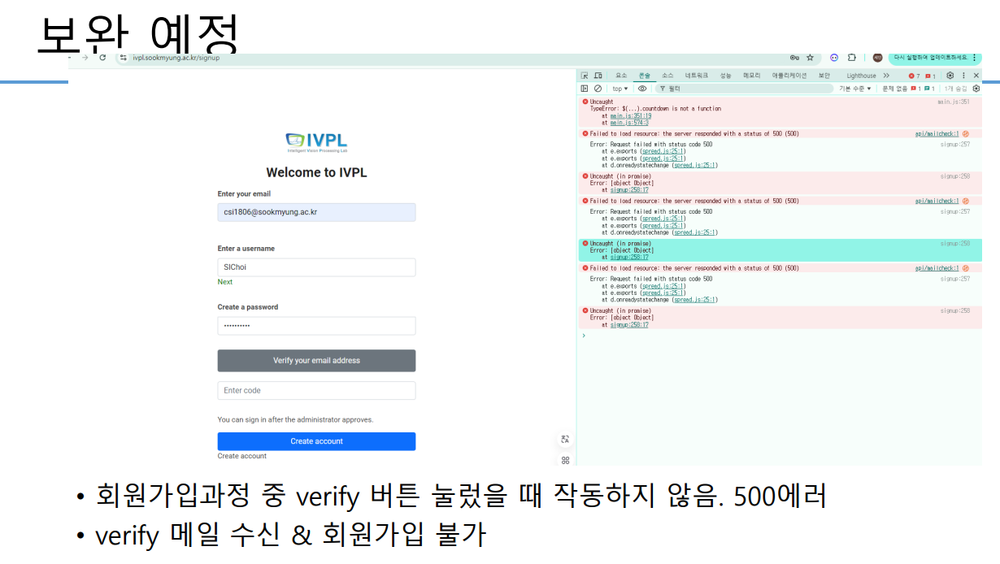 보완 예정
ivpl.sookmyung.ac.kr/signup
다시 실행하여 업데이트하세요
요소 콘솔 소스 네트워크 성능 메모리 애플리케이션 보안 Lighthouse 7 1
top 필터 기본 수준 문제 없음 1 1 1개 숨김
IVPL
Intelligent Vision Processing Lab
Welcome to IVPL
Enter your email
csi1806@sookmyung.ac.kr
Enter a username
SIChoi
Next
Create a password
Verify your email address
Enter code
You can sign in after the administrator approves.
Create account
Create account
Uncaught main.js:351
TypeError: $(...).countdown is not a function
at main.js:351:19
at main.js:574:3
Failed to load resource: the server responded with a status of 500 (500) api/mailcheck:1
Error: Request failed with status code 500 signup:257
at e.exports (spread.js:25:1)
at e.exports (spread.js:25:1)
at d.onreadystatechange (spread.js:25:1)
Uncaught (in promise) signup:258
Error: [object Object]
at signup:258:17
Failed to load resource: the server responded with a status of 500 (500) api/mailcheck:1
Error: Request failed with status code 500 signup:257
at e.exports (spread.js:25:1)
at e.exports (spread.js:25:1)
at d.onreadystatechange (spread.js:25:1)
Uncaught (in promise) signup:258
Error: [object Object]
at signup:258:17
Failed to load resource: the server responded with a status of 500 (500) api/mailcheck:1
Error: Request failed with status code 500 signup:257
at e.exports (spread.js:25:1)
at e.exports (spread.js:25:1)
at d.onreadystatechange (spread.js:25:1)
Uncaught (in promise) signup:258
Error: [object Object]
at signup:258:17
• 회원가입과정 중 verify 버튼 눌렀을 때 작동하지 않음. 500에러
• verify 메일 수신 & 회원가입 불가